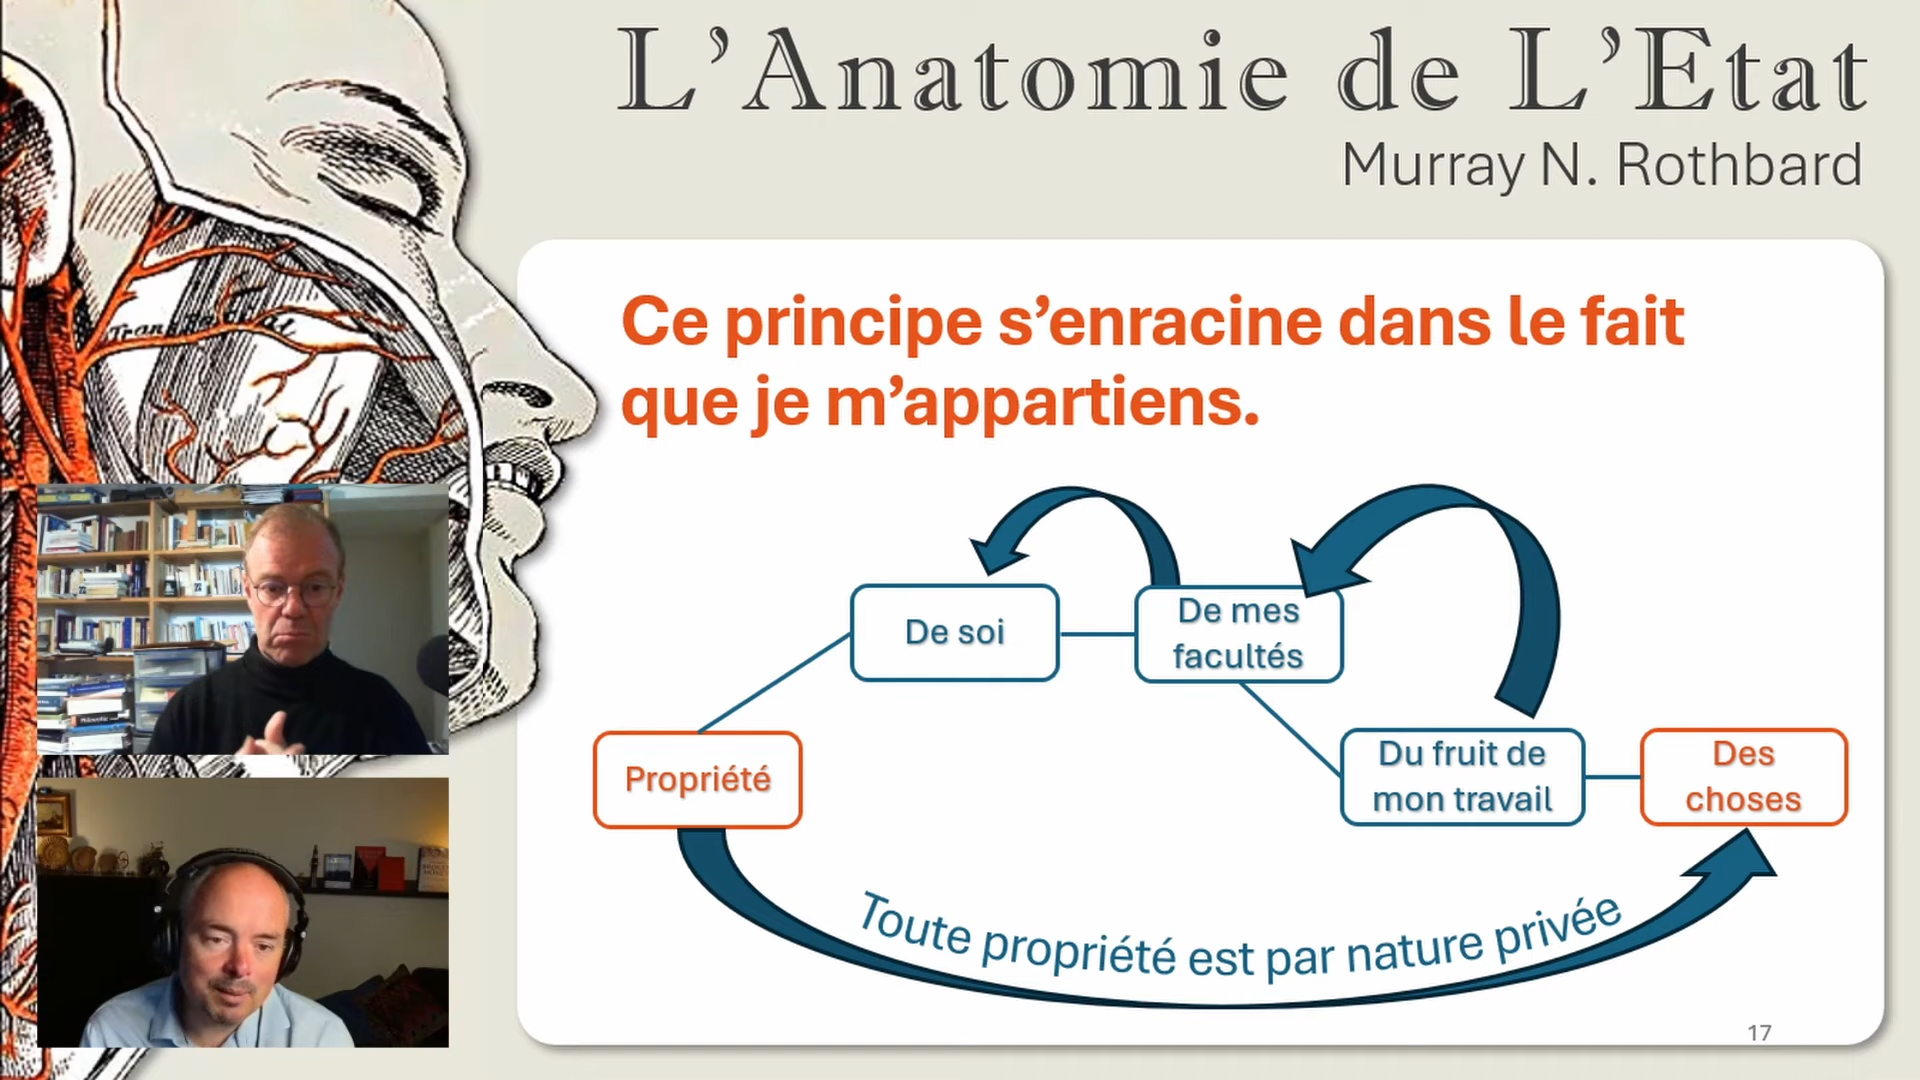 L’Anatomie de L’Etat
Murray N. Rothbard
Ce principe s’enracine dans le fait
que je m’appartiens.
De soi
De mes
facultés
Propriété
Du fruit de
mon travail
Des
choses
Toute propriété est par nature privée
17